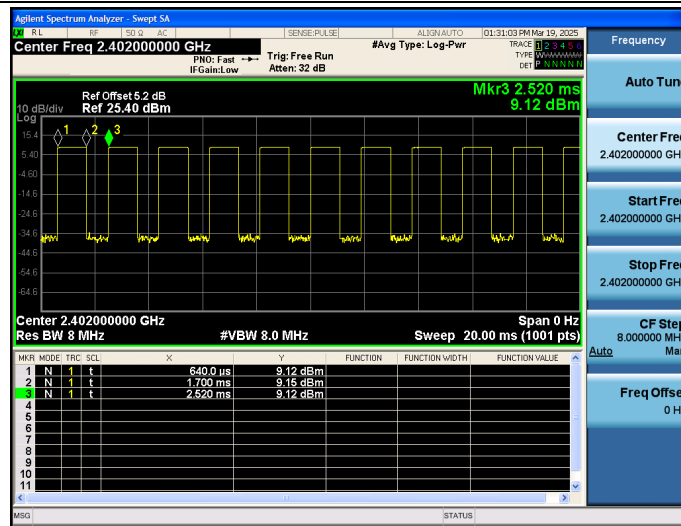 Agilent Spectrum Analyzer - Swept SA
RL RF 50 Ω AC SENSE:PULSE ALIGN AUTO 01:31:03 PM Mar 19, 2025
Center Freq 2.402000000 GHz
PNO: Fast
IFGain:Low
Trig: Free Run
Atten: 32 dB
#Avg Type: Log-Pwr
TRACE 1 2 3 4 5 6
TYPE
DET P N N N N N
Mkr3 2.520 ms
9.12 dBm
Ref Offset 5.2 dB
Ref 25.40 dBm
10 dB/div
Log
15.4
5.40
-4.60
-14.6
-24.6
-34.6
-44.6
-54.6
-64.6
1 2 3
Center 2.402000000 GHz
Span 0 Hz
Res BW 8 MHz
#VBW 8.0 MHz
Sweep 20.00 ms (1001 pts)
MKR MODE TRC SCL X Y FUNCTION FUNCTION WIDTH FUNCTION VALUE
1 N 1 t 640.0 µs 9.12 dBm
2 N 1 t 1.700 ms 9.15 dBm
3 N 1 t 2.520 ms 9.12 dBm
4
5
6
7
8
9
10
11
MSG
STATUS
Frequency
Auto Tun
Center Fre
2.402000000 GH
Start Fre
2.402000000 GH
Stop Fre
2.402000000 GH
CF Ste
8.000000 MH
Auto Ma
Freq Offse
0 H